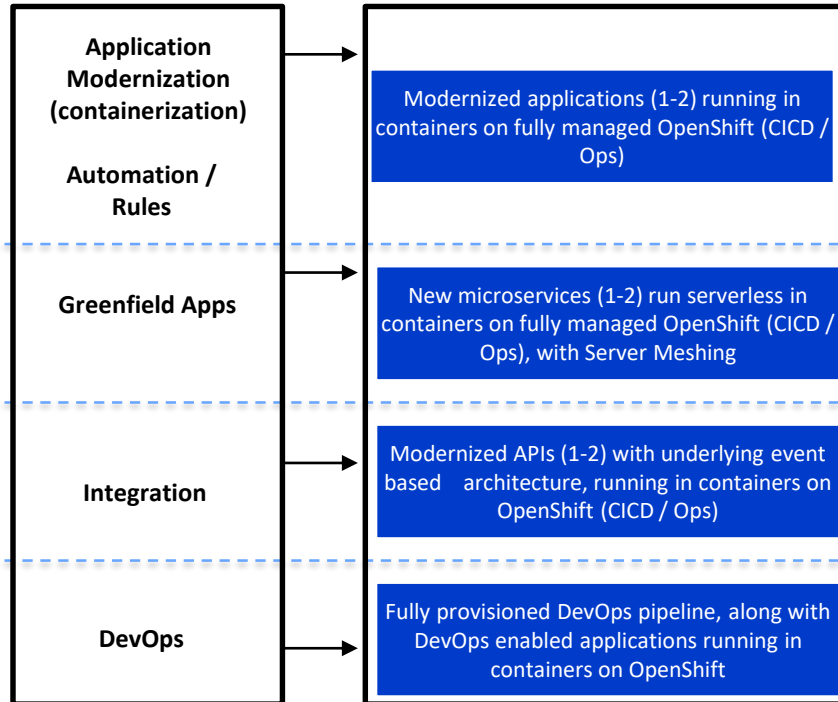 Application
Modernization
(containerization)
Automation /
Rules
Modernized applications (1-2) running in
containers on fully managed OpenShift (CICD /
Ops)
Greenfield Apps
New microservices (1-2) run serverless in
containers on fully managed OpenShift (CICD /
Ops), with Server Meshing
Integration
Modernized APIs (1-2) with underlying event
based architecture, running in containers on
OpenShift (CICD / Ops)
DevOps
Fully provisioned DevOps pipeline, along with
DevOps enabled applications running in
containers on OpenShift